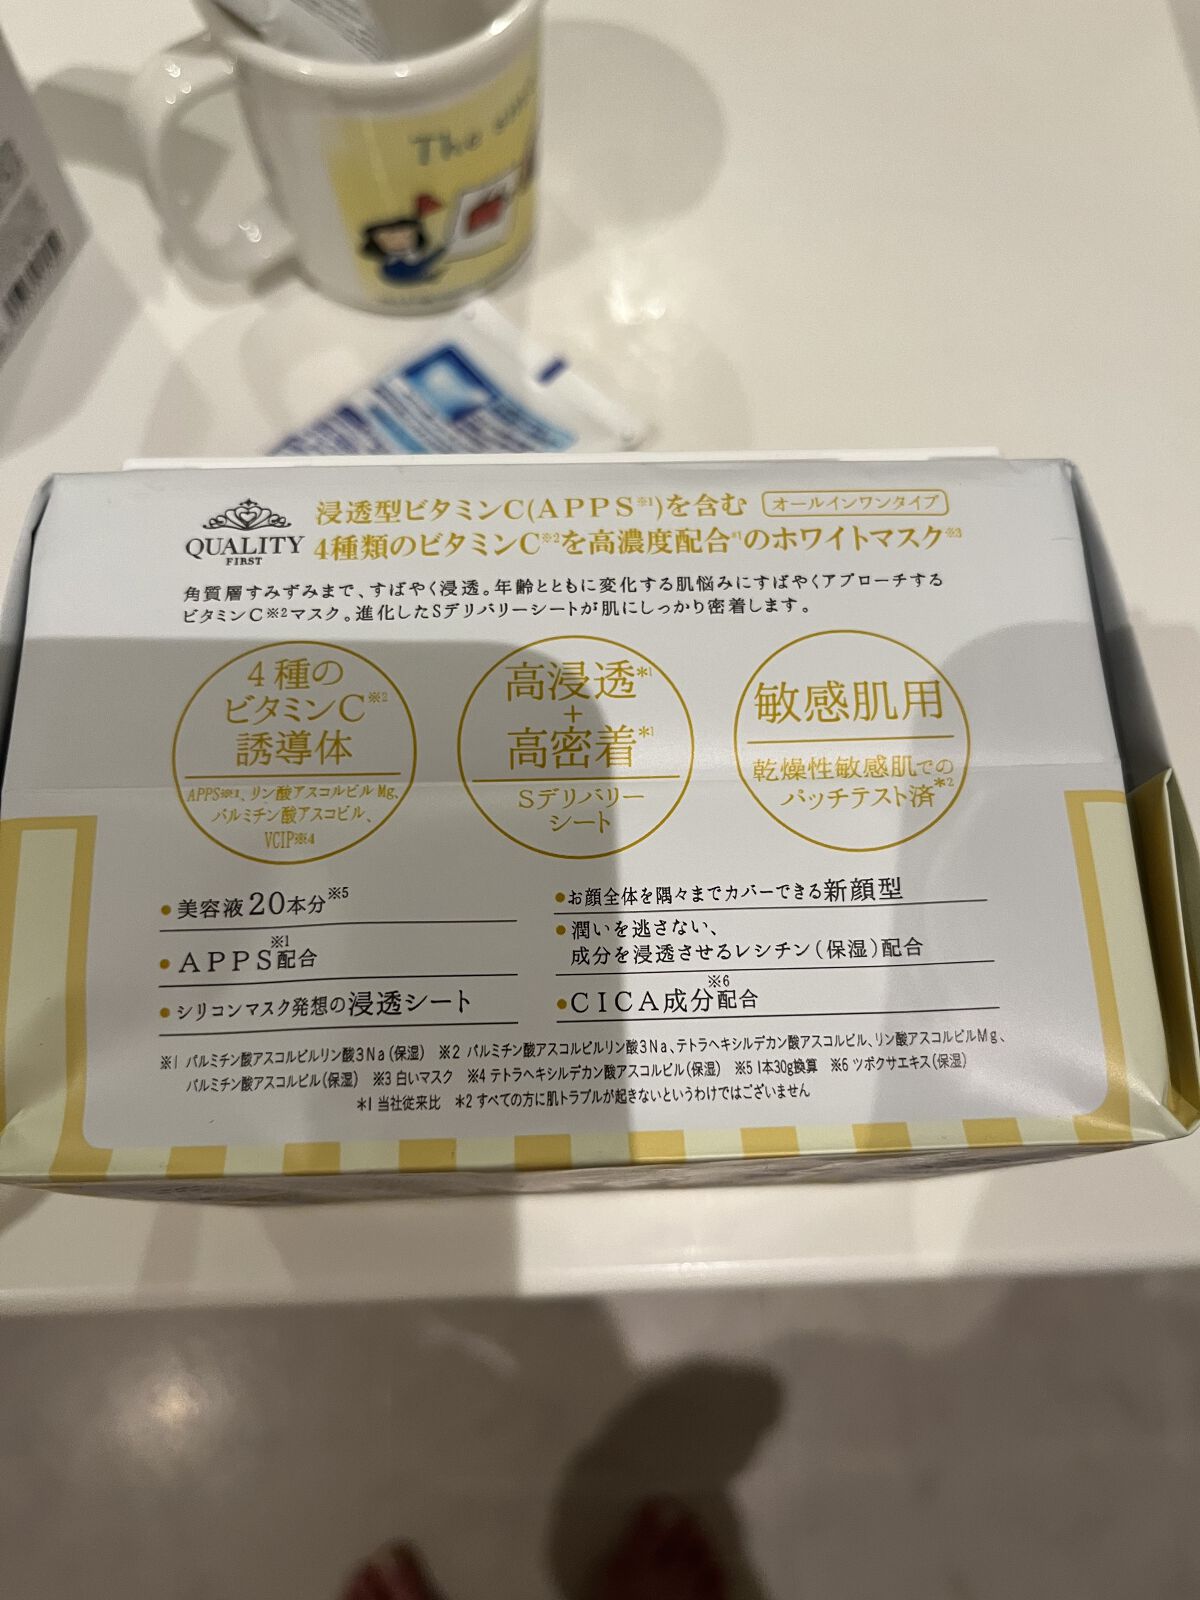 The
QUALITY
FIRST
浸透型ビタミンC(APPS※1)を含む オールインワンタイプ
4種類のビタミンC※2を高濃度配合*1のホワイトマスク※3
角質層すみずみまで、すばやく浸透。年齢とともに変化する肌悩みにすばやくアプローチする
ビタミンC※2マスク。進化したSデリバリーシートが肌にしっかり密着します。
4種の
ビタミンC※2
誘導体
APPS※1、リン酸アスコルビルMg、
パルミチン酸アスコビル、
VCIP※4
高浸透*1
+
高密着*1
Sデリバリー
シート
敏感肌用
乾燥性敏感肌での
パッチテスト済*2
●美容液20本分※5
●APPS※1配合
●シリコンマスク発想の浸透シート
●お顔全体を隅々までカバーできる新顔型
●潤いを逃さない、
成分を浸透させるレシチン(保湿)配合
●CICA成分※6配合
※1 パルミチン酸アスコルビルリン酸3Na(保湿) ※2 パルミチン酸アスコルビルリン酸3Na、テトラヘキシルデカン酸アスコルビル、リン酸アスコルビルMg、
パルミチン酸アスコルビル(保湿) ※3 白いマスク ※4 テトラヘキシルデカン酸アスコルビル(保湿) ※5 1本30g換算 ※6 ツボクサエキス(保湿)
*1 当社従来比 *2 すべての方に肌トラブルが起きないというわけではございません